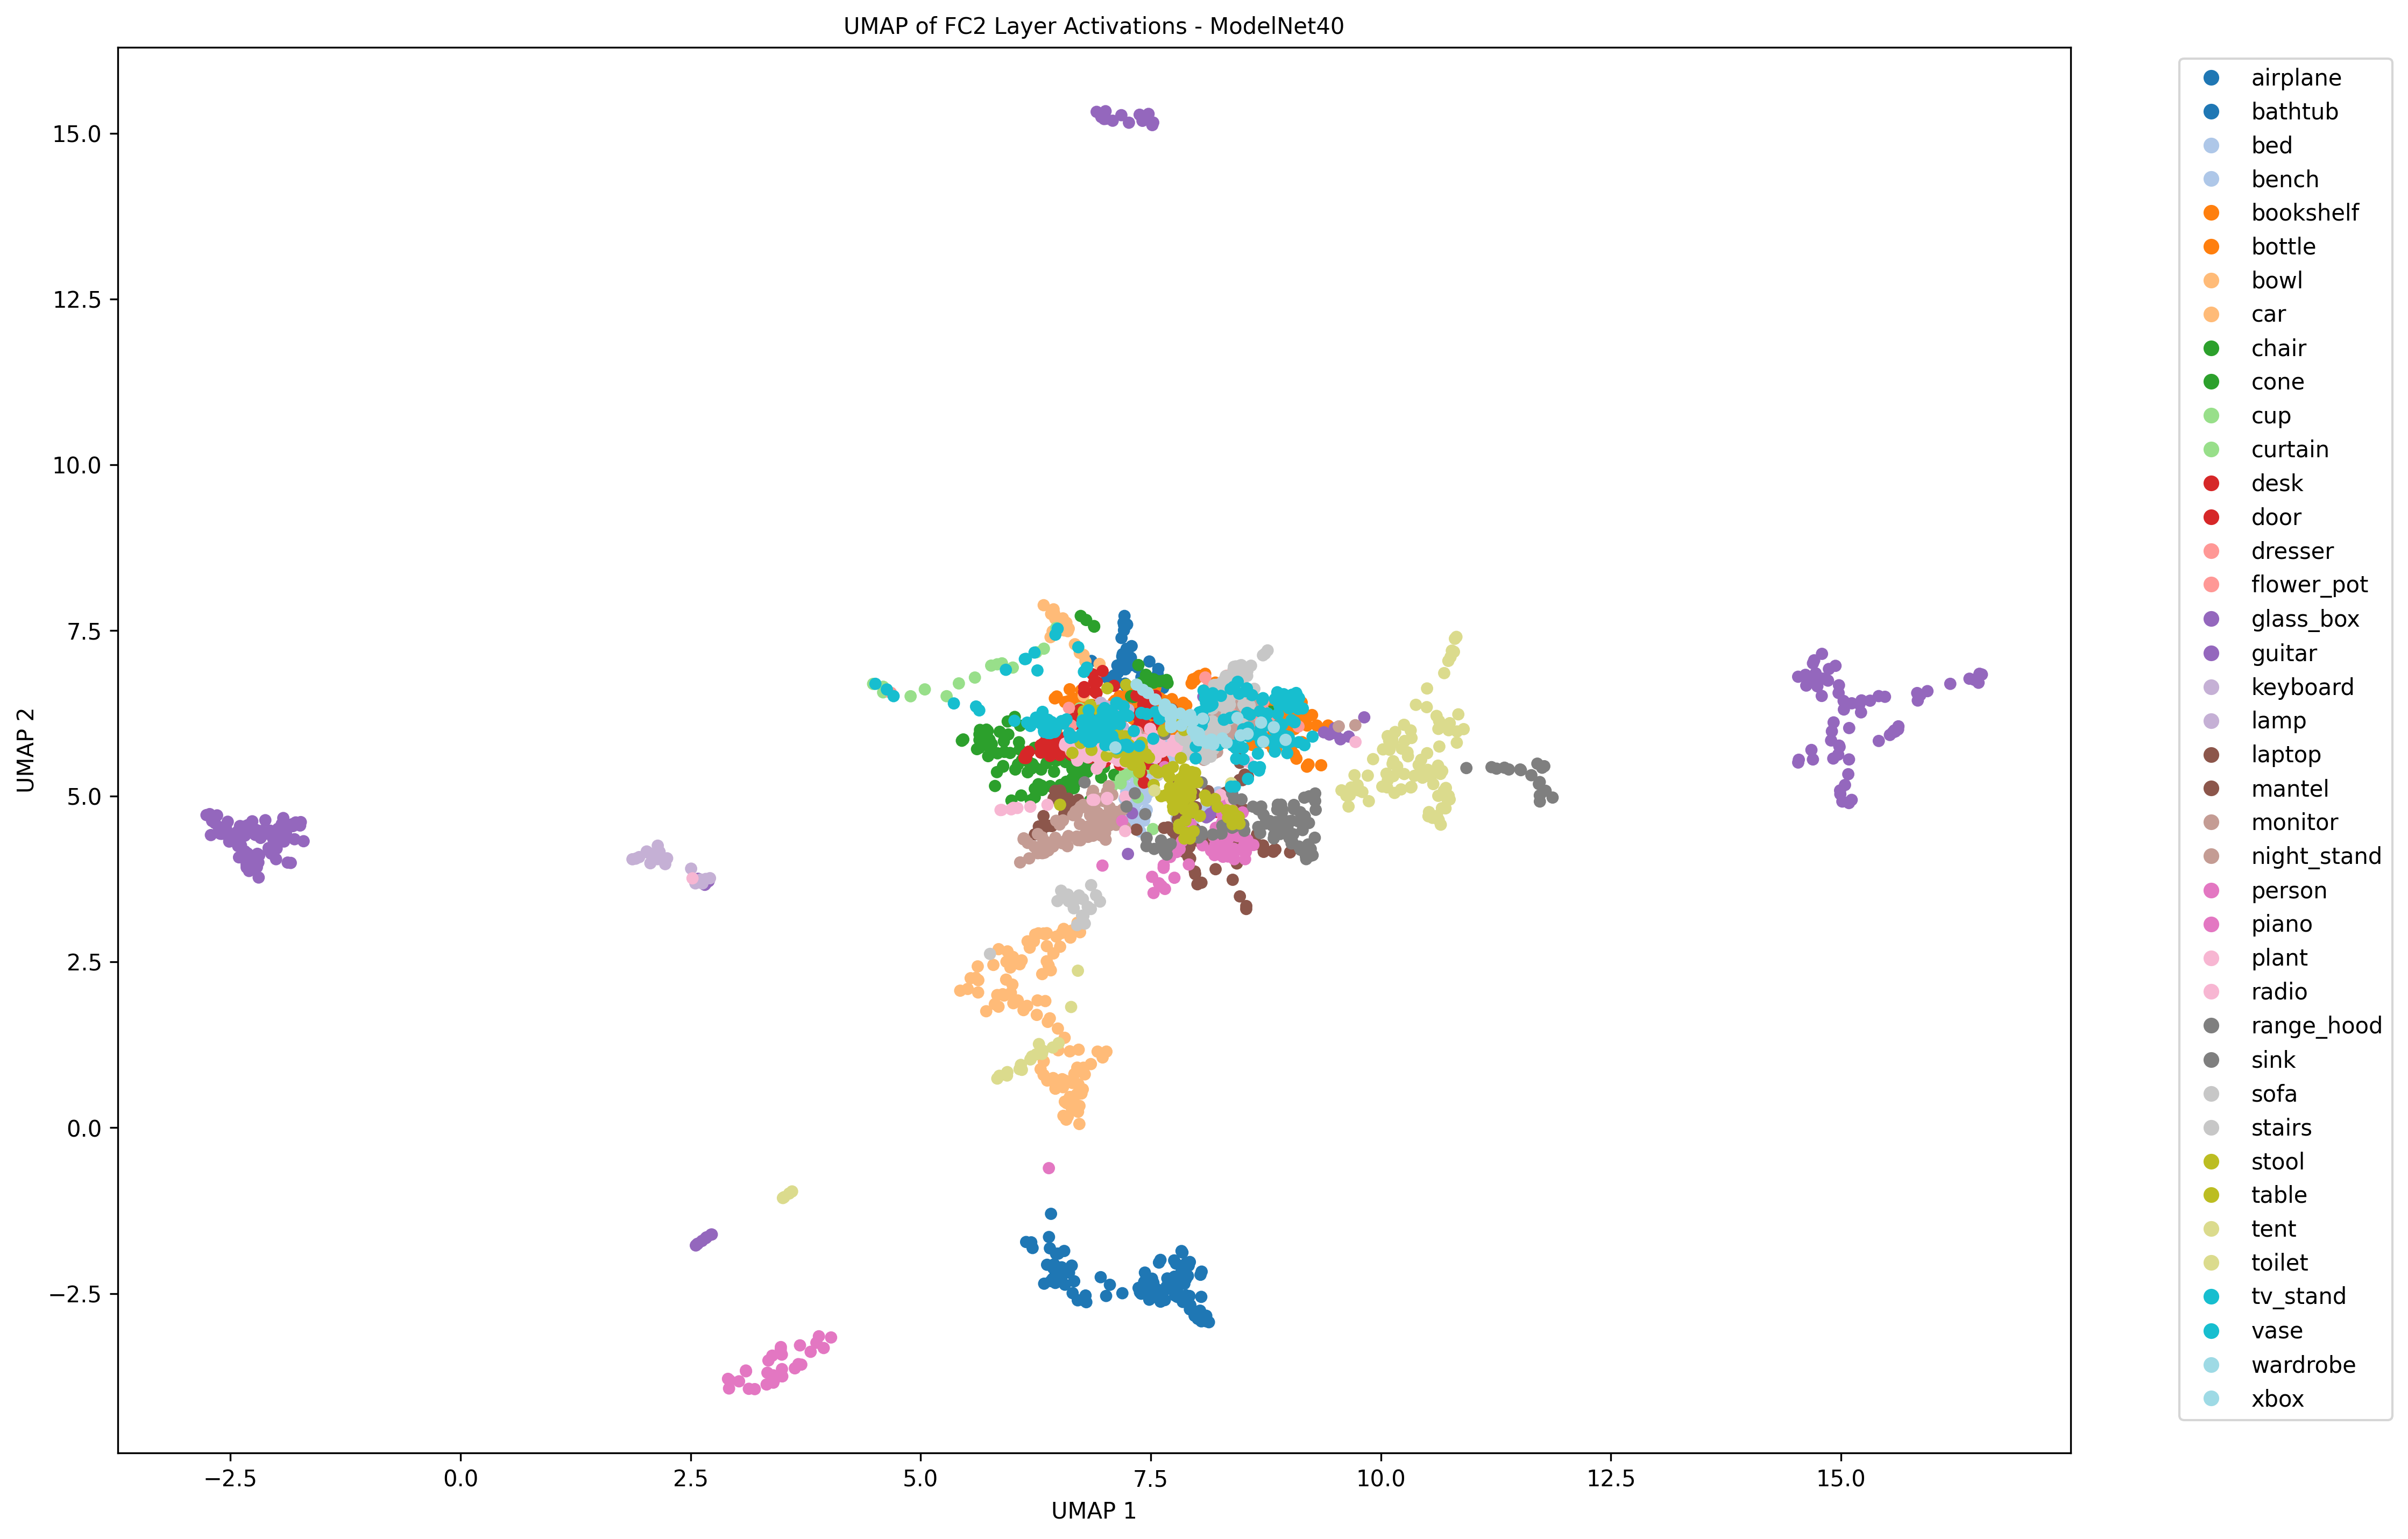 UMAP of FC2 Layer Activations - ModelNet40
15.0
12.5
10.0
7.5
5.0
2.5
0.0
−2.5
UMAP 2
−2.5
0.0
2.5
5.0
7.5
10.0
12.5
15.0
UMAP 1
airplane
bathtub
bed
bench
bookshelf
bottle
bowl
car
chair
cone
cup
curtain
desk
door
dresser
flower_pot
glass_box
guitar
keyboard
lamp
laptop
mantel
monitor
night_stand
person
piano
plant
radio
range_hood
sink
sofa
stairs
stool
table
tent
toilet
tv_stand
vase
wardrobe
xbox